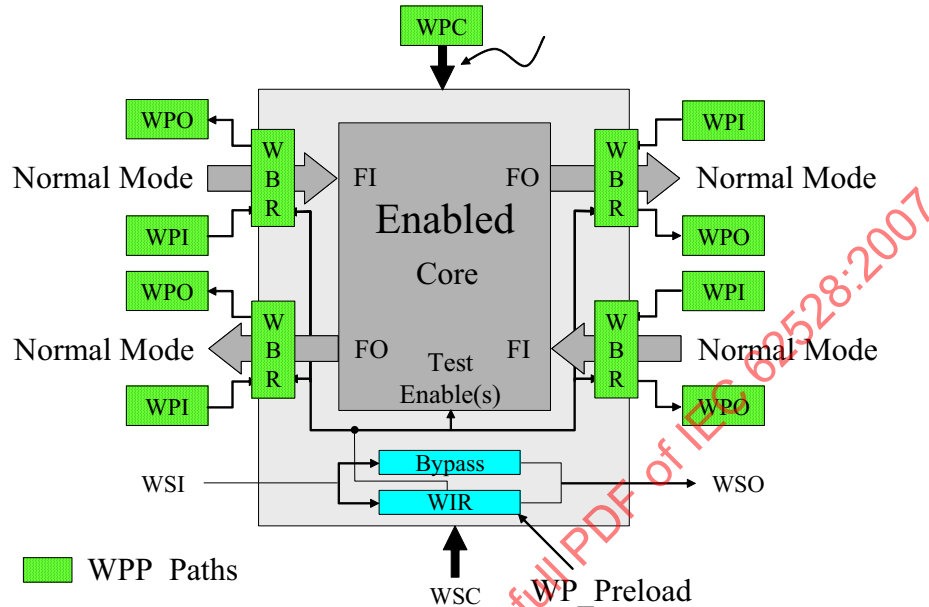 WPC
WPO
WPI
W
B
R
W
B
R
Normal Mode
FI
FO
Normal Mode
Enabled
Core
WPI
WPO
WPO
WPI
W
B
R
W
B
R
Normal Mode
FO
FI
Normal Mode
Test
Enable(s)
WPI
WPO
WSI
Bypass
WSO
WIR
WPP Paths
WSC
WP_Preload
full PDF of IEC 62528:2007